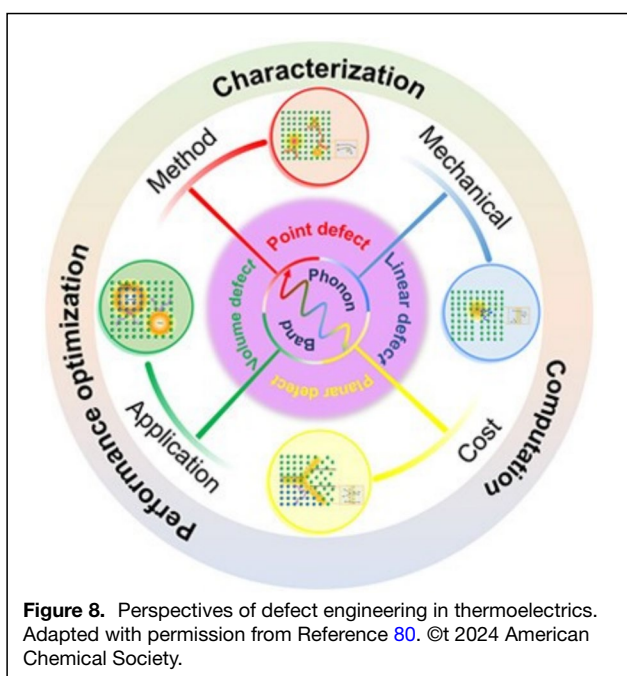 Characterization
Method
Mechanical
Point defect
Volume defect
Linear defect
Phonon
Band
Planar defect
Performance optimization
Computation
Application
Cost
Figure 8. Perspectives of defect engineering in thermoelectrics.
Adapted with permission from Reference 80. ©t 2024 American
Chemical Society.